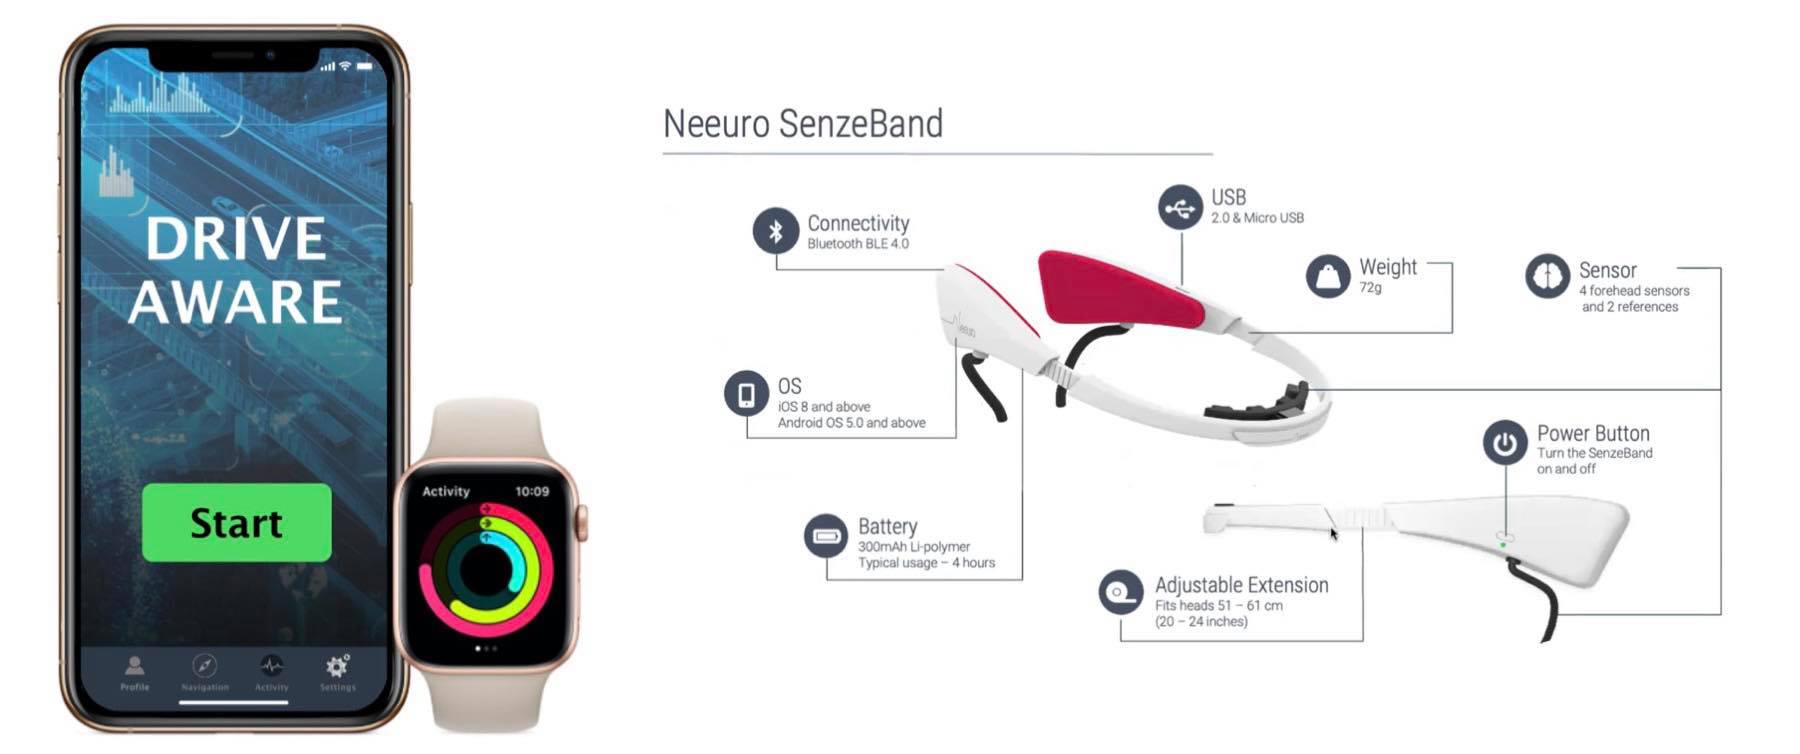 DRIVE
AWARE
Start
Profile
Navigation
Activity
Settings
Activity
10:09
Neeuro SenzeBand
Connectivity
Bluetooth BLE 4.0
USB
2.0 & Micro USB
Weight
72g
Sensor
4 forehead sensors
and 2 references
Neeuro
OS
iOS 8 and above
Android OS 5.0 and above
Power Button
Turn the SenzeBand
on and off
Battery
300mAh Li-polymer
Typical usage – 4 hours
Adjustable Extension
Fits heads 51 – 61 cm
(20 – 24 inches)